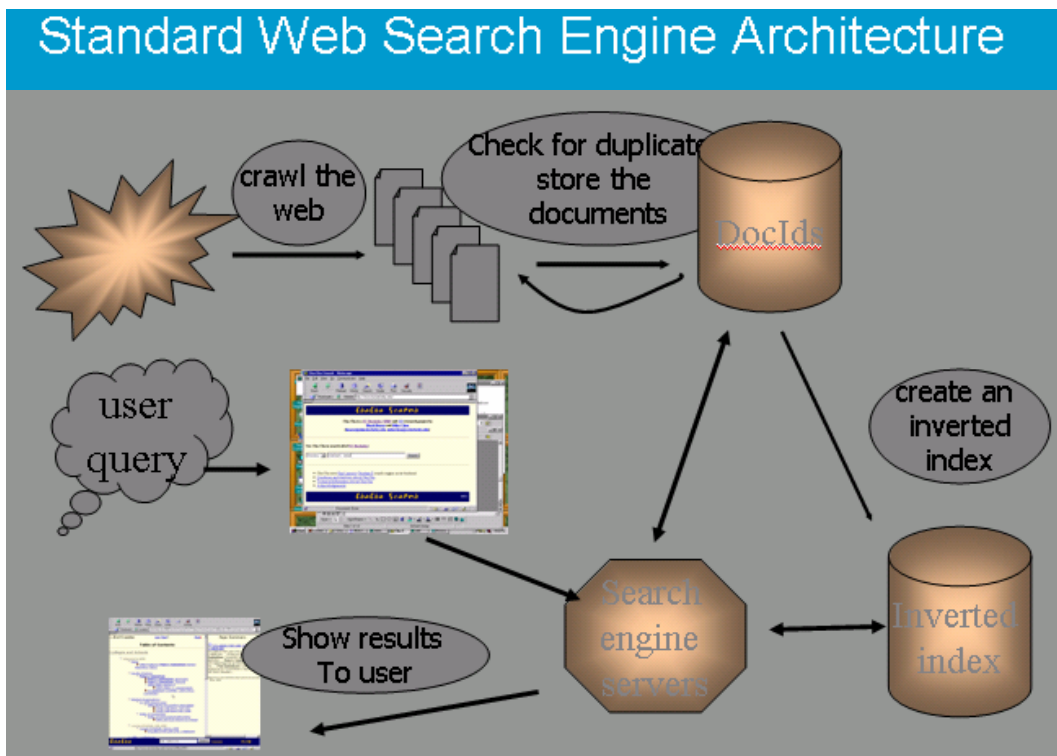 Standard Web Search Engine Architecture
crawl the
web
Check for duplicate
store the
documents
DocIds
user
query
create an
inverted
index
Search
engine
servers
Inverted
index
Show results
To user